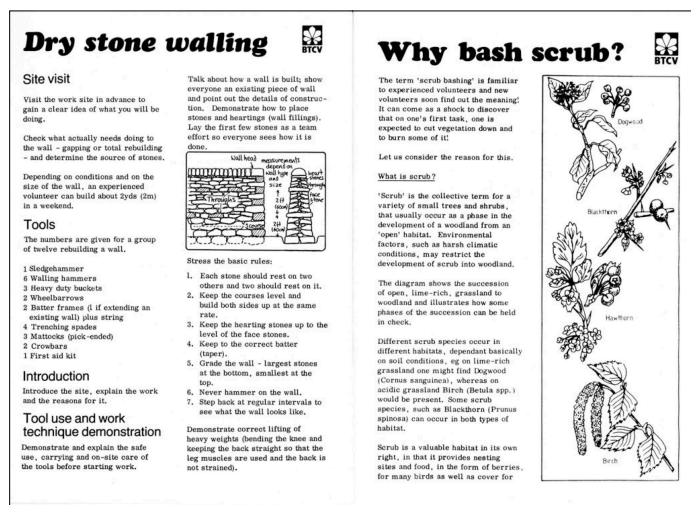 Dry stone walling
BTCV
Site visit
Visit the work site in advance to
gain a clear idea of what you will be
doing.
Check what actually needs doing to
the wall - gapping or total rebuilding
- and determine the source of stones.
Depending on conditions and on the
size of the wall, an experienced
volunteer can build about 2yds (2m)
in a weekend.
Tools
The numbers are given for a group
of twelve rebuilding a wall.
1 Sledgehammer
6 Walling hammers
3 Heavy duty buckets
2 Wheelbarrows
2 Batter frames (1 if extending an
existing wall) plus string
4 Trenching spades
3 Mattocks (pick-ended)
2 Crowbars
1 First aid kit
Introduction
Introduce the site, explain the work
and the reasons for it.
Tool use and work
technique demonstration
Demonstrate and explain the safe
use, carrying and on-site care of
the tools before starting work.
Talk about how a wall is built; show
everyone an existing piece of wall
and point out the details of construc-
tion. Demonstrate how to place
stones and heartings (wall fillings).
Lay the first few stones as a team
effort so everyone sees how it is
done.
Wall head
measurements
depend on
wall type
and
size
Throughs
2ft
2ft
face
stone
Stress the basic rules:
1. Each stone should rest on two
others and two should rest on it.
2. Keep the courses level and
build both sides up at the same
rate.
3. Keep the hearting stones up to the
level of the face stones.
4. Keep to the correct batter
(taper).
5. Grade the wall - largest stones
at the bottom, smallest at the
top.
6. Never hammer on the wall.
7. Step back at regular intervals to
see what the wall looks like.
Demonstrate correct lifting of
heavy weights (bending the knee and
keeping the back straight so that the
leg muscles are used and the back is
not strained).
Why bash scrub?
BTCV
The term 'scrub bashing' is familiar
to experienced volunteers and new
volunteers soon find out the meaning!
It can come as a shock to discover
that on one's first task, one is
expected to cut vegetation down and
to burn some of it!
Let us consider the reason for this.
What is scrub?
'Scrub' is the collective term for a
variety of small trees and shrubs,
that usually occur as a phase in the
development of a woodland from an
'open' habitat. Environmental
factors, such as harsh climatic
conditions, may restrict the
development of scrub into woodland.
The diagram shows the succession
of open, lime-rich, grassland to
woodland and illustrates how some
phases of the succession can be held
in check.
Different scrub species occur in
different habitats, dependant basically
on soil conditions, eg on lime-rich
grassland one might find Dogwood
(Cornus sanguinea), whereas on
acidic grassland Birch (Betula spp.)
would be present. Some scrub
species, such as Blackthorn (Prunus
spinosa) can occur in both types of
habitat.
Scrub is a valuable habitat in its own
right, in that it provides nesting
sites and food, in the form of berries,
for many birds as well as cover for
Dogwood
Blackthorn
Hawthorn
Birch